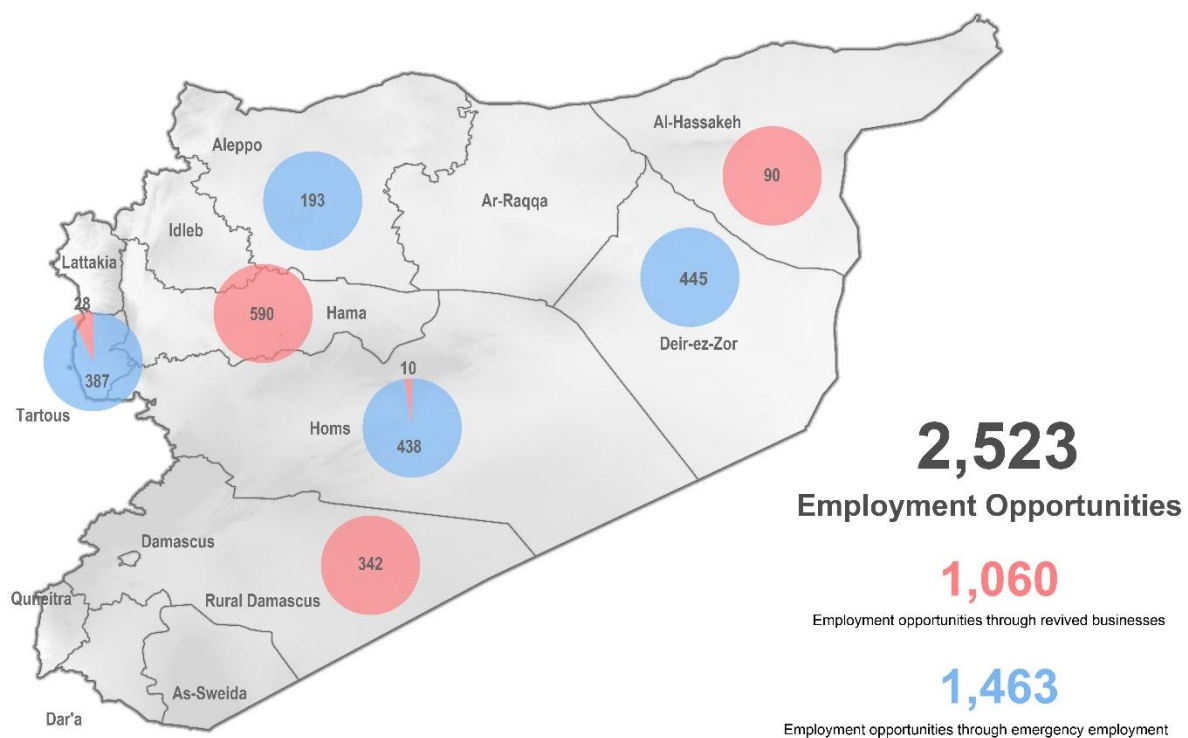 Al-Hassakeh
Aleppo
90
193
Ar-Raqqa
Idleb
Lattakia
445
28
590
Hama
Deir-ez-Zor
387
10
Tartous
Homs
438
2,523
Employment Opportunities
Damascus
342
1,060
Quneitra
Rural Damascus
Employment opportunities through revived businesses
As-Sweida
1,463
Dar'a
Employment opportunities through emergency employment